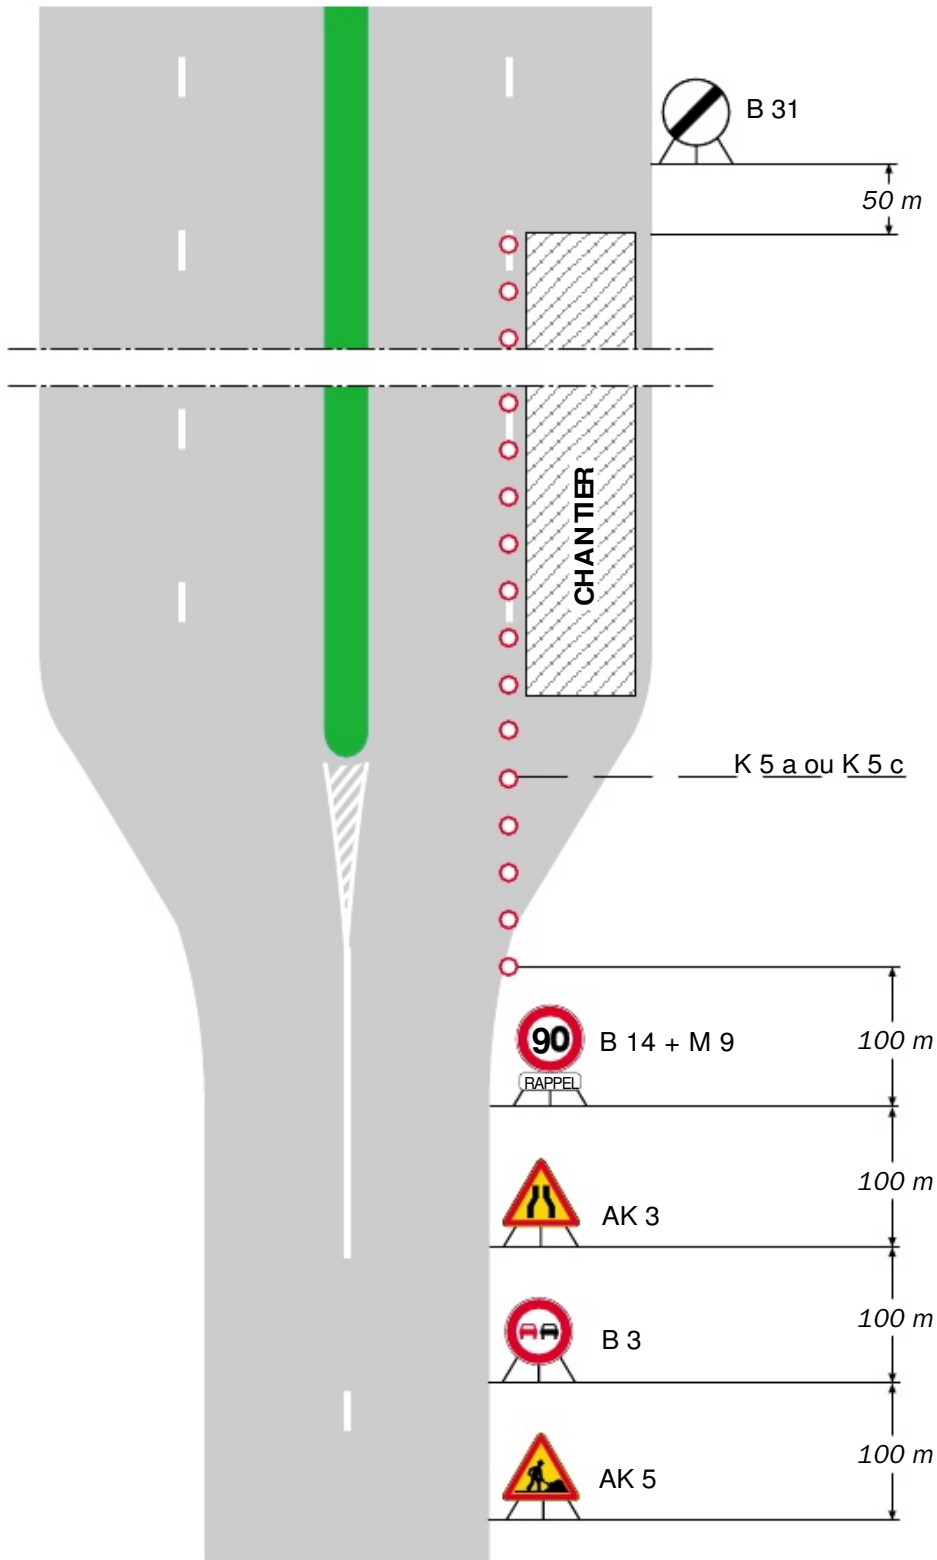 B 31
50 m
CHANTIER
K 5 a ou K 5 c
90
B 14 + M 9
100 m
RAPPEL
100 m
AK 3
100 m
B 3
100 m
AK 5